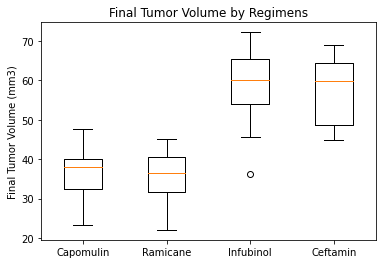 Final Tumor Volume by Regimens
Final Tumor Volume (mm3)
70
60
50
40
30
20
Capomulin Ramicane Infubinol Ceftamin